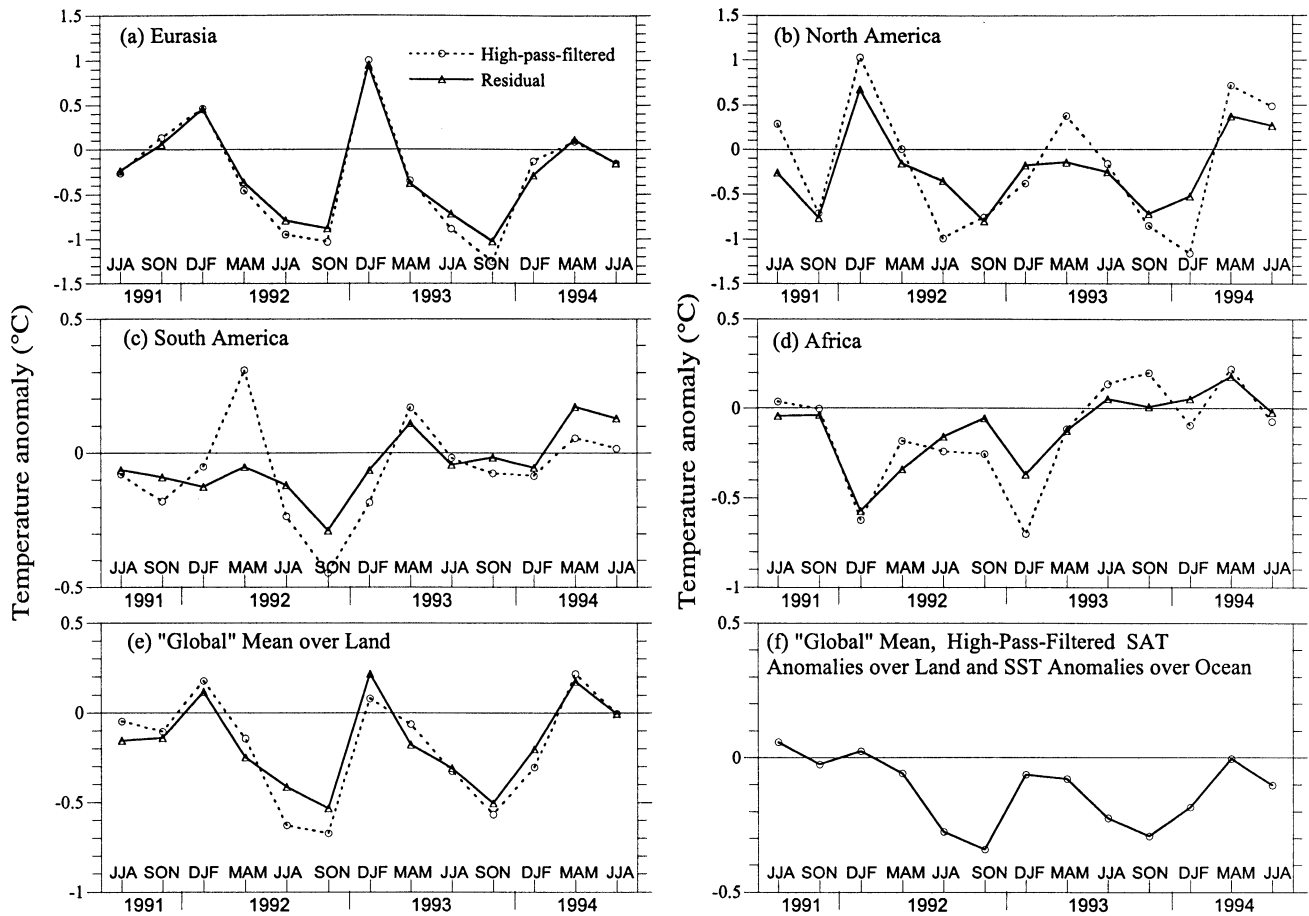 Temperature anomaly (°C)
(a) Eurasia
High-pass-filtered
Residual
1.5
1
0.5
0
-0.5
-1
-1.5
JJA SON DJF MAM JJA SON DJF MAM JJA SON DJF MAM JJA
1991 1992 1993 1994
(c) South America
0.5
0
-0.5
JJA SON DJF MAM JJA SON DJF MAM JJA SON DJF MAM JJA
1991 1992 1993 1994
(e) "Global" Mean over Land
0.5
0
-0.5
-1
JJA SON DJF MAM JJA SON DJF MAM JJA SON DJF MAM JJA
1991 1992 1993 1994
Temperature anomaly (°C)
(b) North America
1.5
1
0.5
0
-0.5
-1
-1.5
JJA SON DJF MAM JJA SON DJF MAM JJA SON DJF MAM JJA
1991 1992 1993 1994
(d) Africa
0.5
0
-0.5
-1
JJA SON DJF MAM JJA SON DJF MAM JJA SON DJF MAM JJA
1991 1992 1993 1994
(f) "Global" Mean, High-Pass-Filtered SAT
Anomalies over Land and SST Anomalies over Ocean
0.5
0
-0.5
JJA SON DJF MAM JJA SON DJF MAM JJA SON DJF MAM JJA
1991 1992 1993 1994